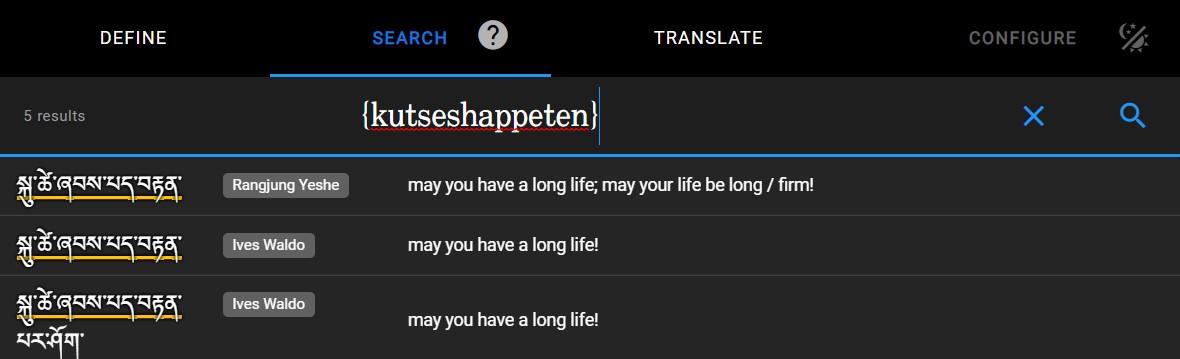 DEFINE SEARCH ? TRANSLATE CONFIGURE
5 results {kutseshappeten}
སྐུ་ཚེ་ཞབས་པད་བརྟན་ Rangjung Yeshe may you have a long life; may your life be long / firm!
སྐུ་ཚེ་ཞབས་པད་བརྟན་ Ives Waldo may you have a long life!
སྐུ་ཚེ་ཞབས་པད་བརྟན་ Ives Waldo may you have a long life!
པར་ཤོག་